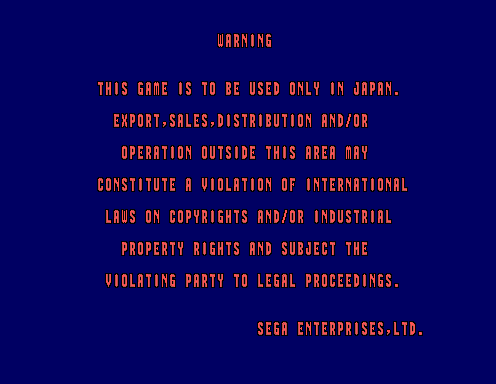 WARNING
THIS GAME IS TO BE USED ONLY IN JAPAN.
EXPORT,SALES,DISTRIBUTION AND/OR
OPERATION OUTSIDE THIS AREA MAY
CONSTITUTE A VIOLATION OF INTERNATIONAL
LAWS ON COPYRIGHTS AND/OR INDUSTRIAL
PROPERTY RIGHTS AND SUBJECT THE
VIOLATING PARTY TO LEGAL PROCEEDINGS.
SEGA ENTERPRISES,LTD.